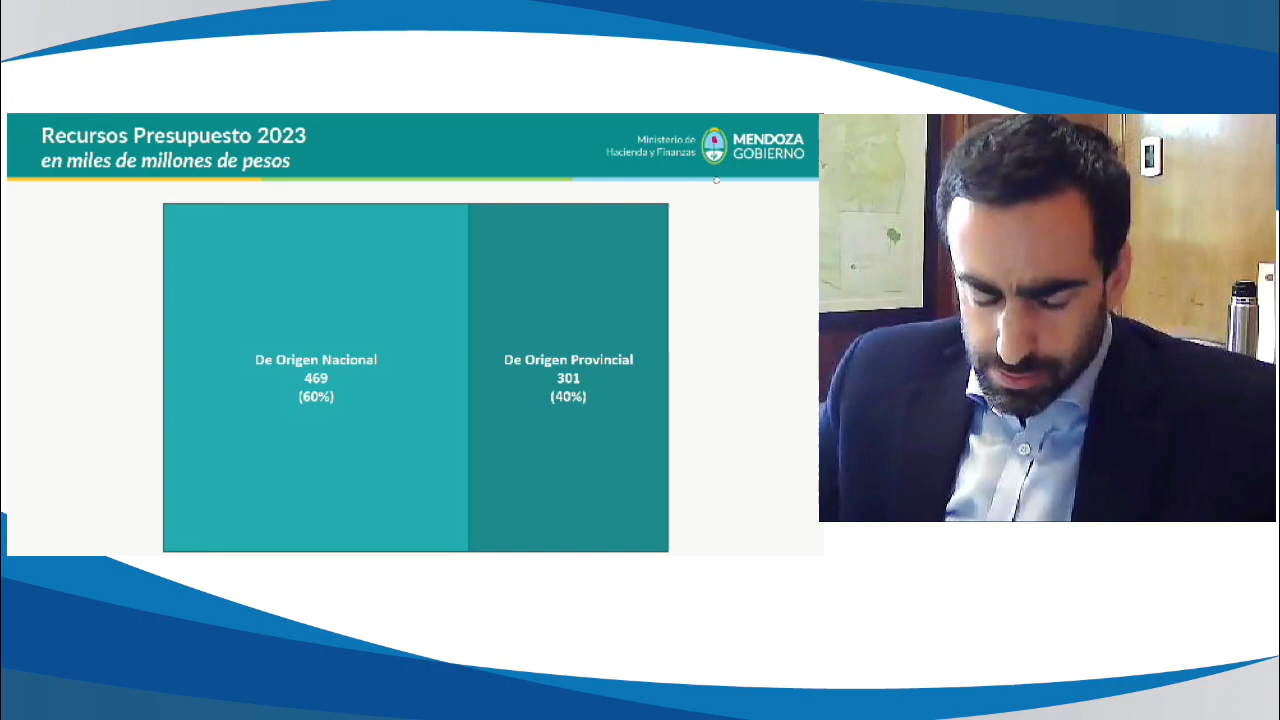 Recursos Presupuesto 2023
en miles de millones de pesos
Ministerio de
Hacienda y Finanzas
MENDOZA
GOBIERNO
De Origen Nacional
469
(60%)
De Origen Provincial
301
(40%)